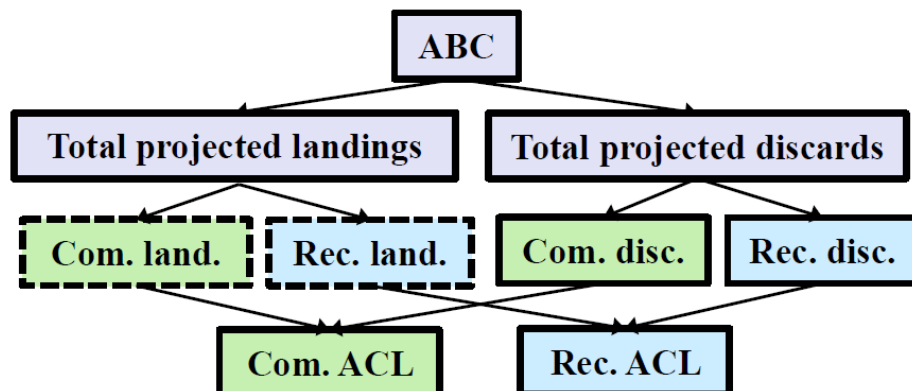 ABC
Total projected landings
Total projected discards
Com. land.
Rec. land.
Com. disc.
Rec. disc.
Com. ACL
Rec. ACL